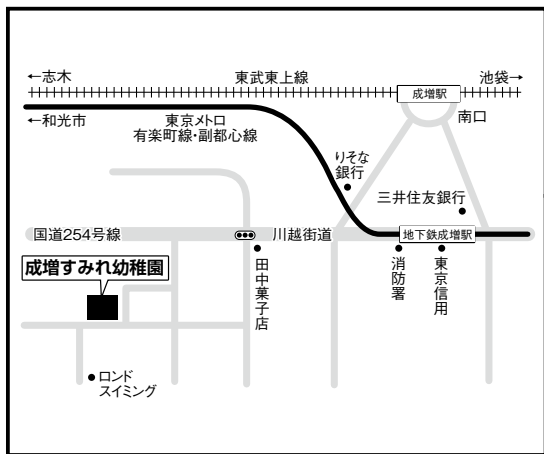 ←志木
東武東上線
池袋→
成増駅
南口
←和光市
東京メトロ
有楽町線・副都心線
りそな
銀行
三井住友銀行
国道254号線
川越街道
地下鉄成増駅
成増すみれ幼稚園
田中菓子店
消防署
東京信用
ロンド
スイミング